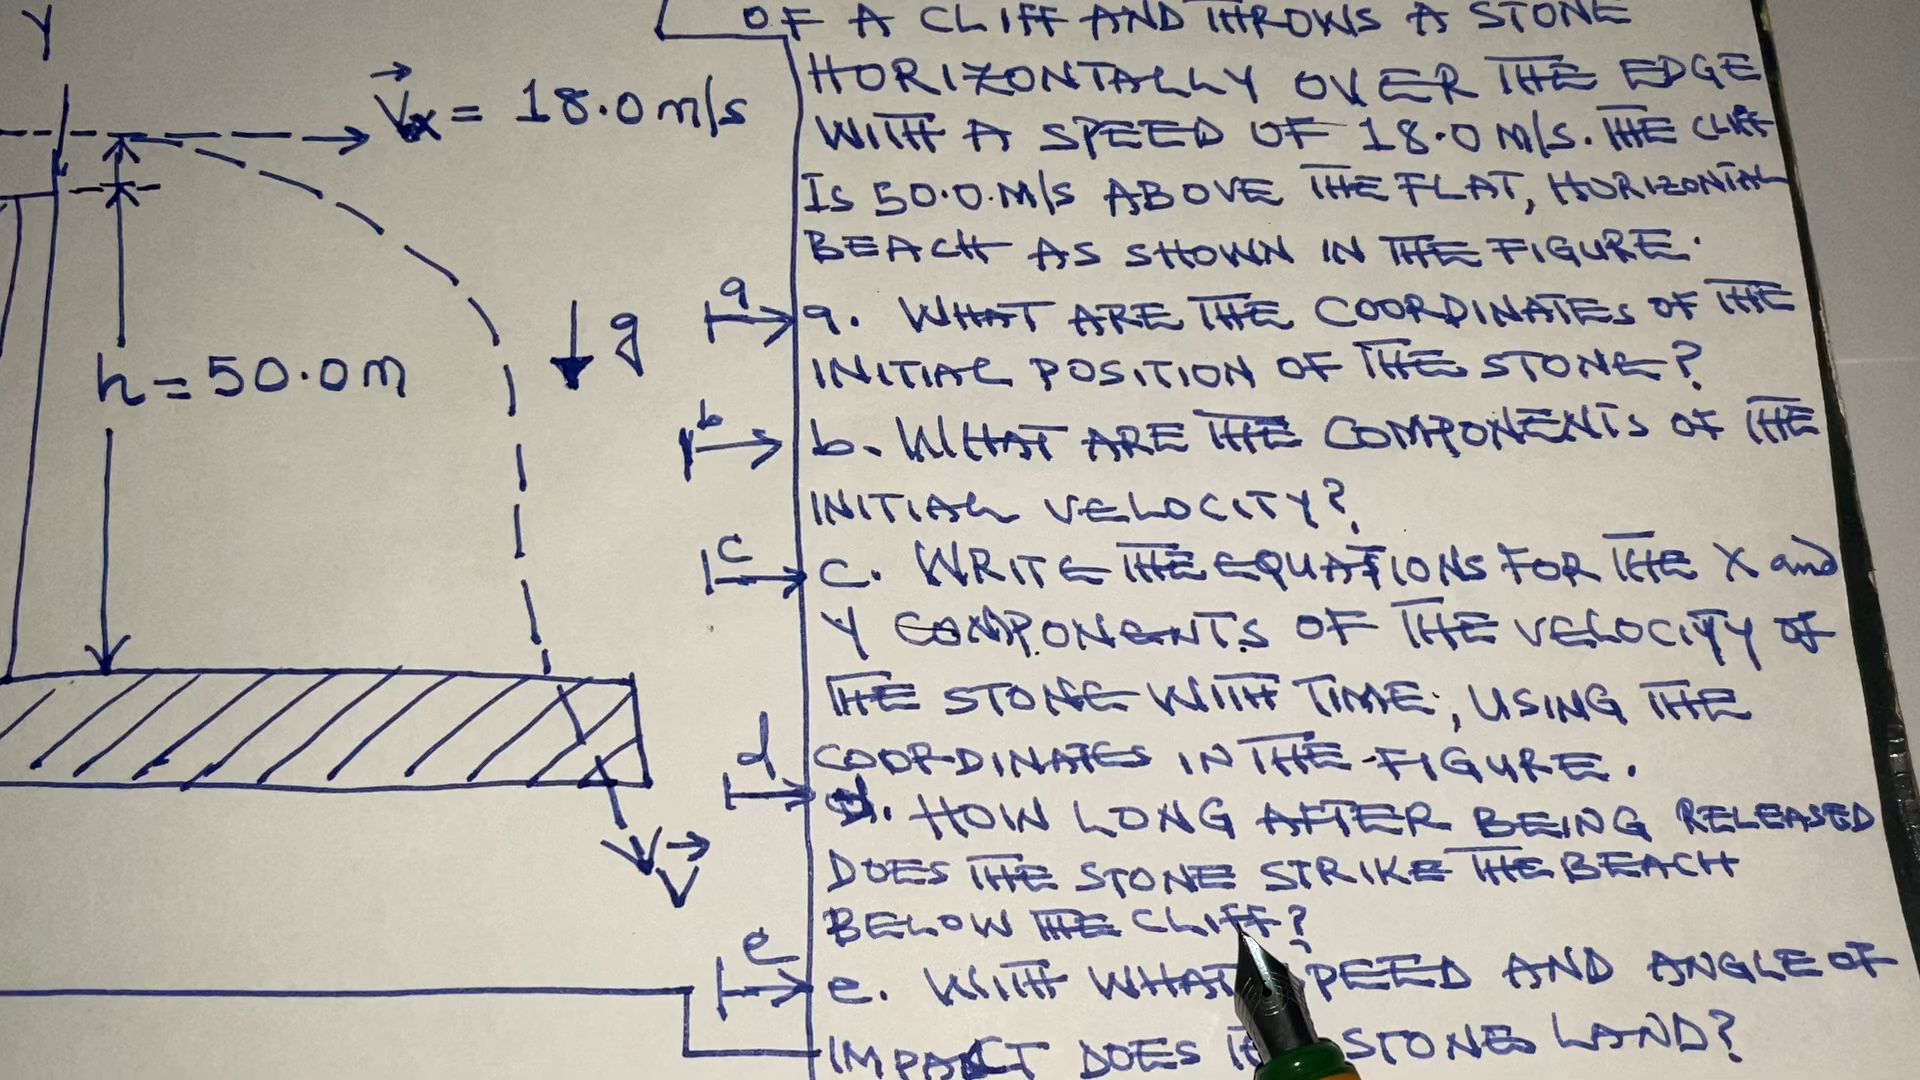 Y
Vx = 18.0 m/s
h = 50.0m
g
V
OF A CLIFF AND THROWS A STONE
HORIZONTALLY OVER THE EDGE
WITH A SPEED OF 18.0 M/S. THE CLIFF
IS 50.0.M/S ABOVE THE FLAT, HORIZONTAL
BEACH AS SHOWN IN THE FIGURE.
a
a. WHAT ARE THE COORDINATES OF THE
INITIAL POSITION OF THE STONE?
b
b. WHAT ARE THE COMPONENTS OF THE
INITIAL VELOCITY?
c
c. WRITE THE EQUATIONS FOR THE X and
Y COMPONENTS OF THE VELOCITY OF
THE STONE WITH TIME, USING THE
COORDINATES IN THE FIGURE.
d
d. HOW LONG AFTER BEING RELEASED
DOES THE STONE STRIKE THE BEACH
BELOW THE CLIFF?
e
e. WITH WHAT SPEED AND ANGLE OF
IMPACT DOES STONES LAND?